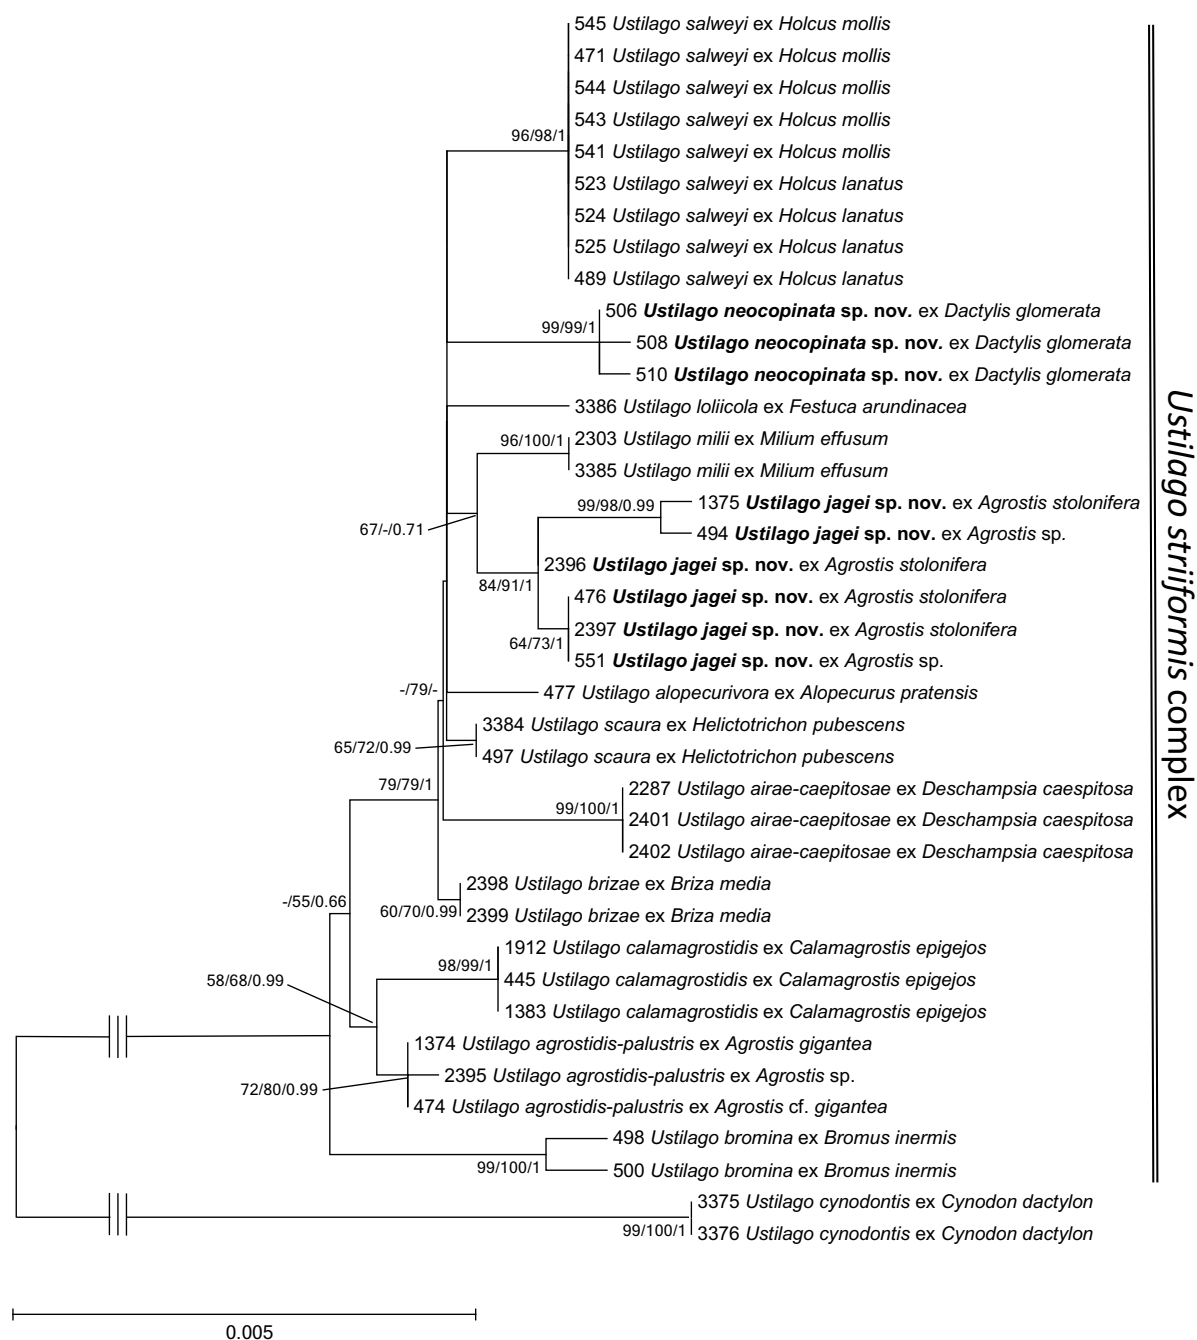 545 Ustilago salweyi ex Holcus mollis
471 Ustilago salweyi ex Holcus mollis
544 Ustilago salweyi ex Holcus mollis
543 Ustilago salweyi ex Holcus mollis
96/98/1
541 Ustilago salweyi ex Holcus mollis
523 Ustilago salweyi ex Holcus lanatus
524 Ustilago salweyi ex Holcus lanatus
525 Ustilago salweyi ex Holcus lanatus
489 Ustilago salweyi ex Holcus lanatus
506 Ustilago neocopinata sp. nov. ex Dactylis glomerata
99/99/1
508 Ustilago neocopinata sp. nov. ex Dactylis glomerata
510 Ustilago neocopinata sp. nov. ex Dactylis glomerata
3386 Ustilago loliicola ex Festuca arundinacea
96/100/1
2303 Ustilago milii ex Milium effusum
3385 Ustilago milii ex Milium effusum
99/98/0.99
1375 Ustilago jagei sp. nov. ex Agrostis stolonifera
67/-/0.71
494 Ustilago jagei sp. nov. ex Agrostis sp.
2396 Ustilago jagei sp. nov. ex Agrostis stolonifera
84/91/1
476 Ustilago jagei sp. nov. ex Agrostis stolonifera
2397 Ustilago jagei sp. nov. ex Agrostis stolonifera
64/73/1
551 Ustilago jagei sp. nov. ex Agrostis sp.
-/79/-
477 Ustilago alopecurivora ex Alopecurus pratensis
3384 Ustilago scaura ex Helictotrichon pubescens
65/72/0.99
497 Ustilago scaura ex Helictotrichon pubescens
79/79/1
2287 Ustilago airae-caepitosae ex Deschampsia caespitosa
99/100/1
2401 Ustilago airae-caepitosae ex Deschampsia caespitosa
2402 Ustilago airae-caepitosae ex Deschampsia caespitosa
2398 Ustilago brizae ex Briza media
-/55/0.66
60/70/0.99
2399 Ustilago brizae ex Briza media
1912 Ustilago calamagrostidis ex Calamagrostis epigejos
98/99/1
58/68/0.99
445 Ustilago calamagrostidis ex Calamagrostis epigejos
1383 Ustilago calamagrostidis ex Calamagrostis epigejos
1374 Ustilago agrostidis-palustris ex Agrostis gigantea
2395 Ustilago agrostidis-palustris ex Agrostis sp.
72/80/0.99
474 Ustilago agrostidis-palustris ex Agrostis cf. gigantea
498 Ustilago bromina ex Bromus inermis
99/100/1
500 Ustilago bromina ex Bromus inermis
3375 Ustilago cynodontis ex Cynodon dactylon
99/100/1
3376 Ustilago cynodontis ex Cynodon dactylon
Ustilago striiformis complex
0.005